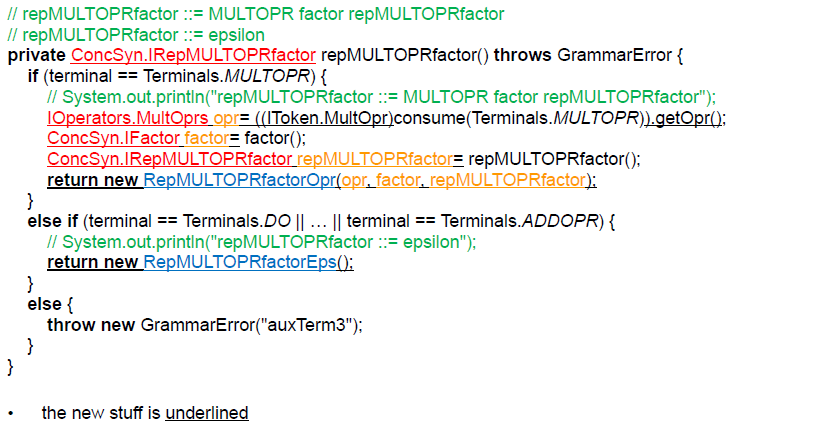 // repMULTOPRfactor ::= MULTOPR factor repMULTOPRfactor
// repMULTOPRfactor ::= epsilon
private ConcSyn.IRepMULTOPRfactor repMULTOPRfactor() throws GrammarError {
if (terminal == Terminals.MULTOPR) {
// System.out.println("repMULTOPRfactor ::= MULTOPR factor repMULTOPRfactor");
IOperators.MultOprs opr= ((IToken.MultOpr)consume(Terminals.MULTOPR)).getOpr();
ConcSyn.IFactor factor= factor();
ConcSyn.IRepMULTOPRfactor repMULTOPRfactor= repMULTOPRfactor();
return new RepMULTOPRfactorOpr(opr, factor, repMULTOPRfactor);
}
else if (terminal == Terminals.DO || … || terminal == Terminals.ADDOPR) {
// System.out.println("repMULTOPRfactor ::= epsilon");
return new RepMULTOPRfactorEps();
}
else {
throw new GrammarError("auxTerm3");
}
}
• the new stuff is underlined